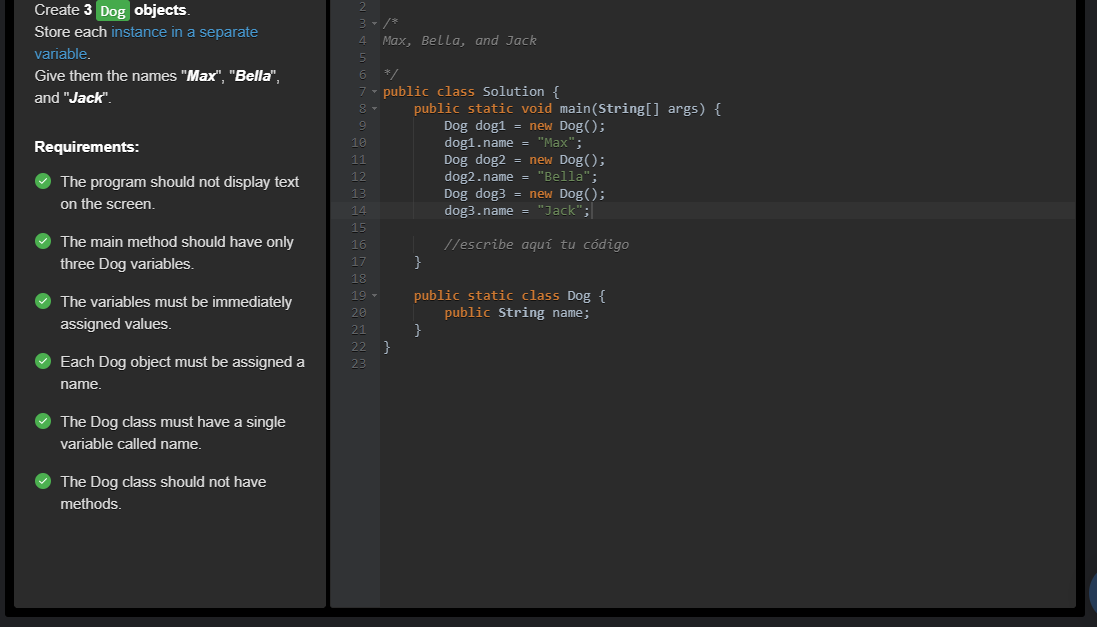 Create 3 Dog objects.
Store each instance in a separate
variable.
Give them the names "Max", "Bella",
and "Jack".
Requirements:
The program should not display text
on the screen.
The main method should have only
three Dog variables.
The variables must be immediately
assigned values.
Each Dog object must be assigned a
name.
The Dog class must have a single
variable called name.
The Dog class should not have
methods.
2
3 /*
4 Max, Bella, and Jack
5
6 */
7 public class Solution {
8 public static void main(String[] args) {
9 Dog dog1 = new Dog();
10 dog1.name = "Max";
11 Dog dog2 = new Dog();
12 dog2.name = "Bella";
13 Dog dog3 = new Dog();
14 dog3.name = "Jack";
15
16 //escribe aquí tu código
17 }
18
19 public static class Dog {
20 public String name;
21 }
22 }
23